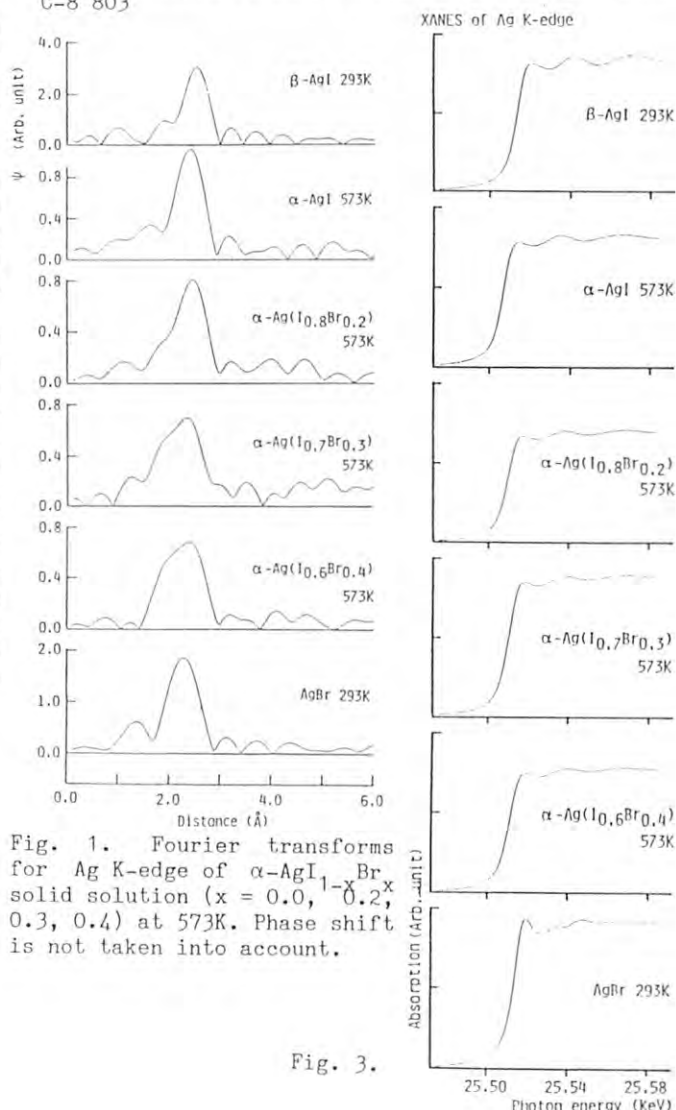 C-8 803
4.0
2.0
0.0
Ψ (Arb. unit)
β-AgI 293K
0.8
0.4
0.0
α-AgI 573K
0.8
0.4
0.0
α-Ag(I0.8Br0.2)
573K
0.8
0.4
0.0
α-Ag(I0.7Br0.3)
573K
0.8
0.4
0.0
α-Ag(I0.6Br0.4)
573K
2.0
1.0
0.0
AgBr 293K
0.0 2.0 4.0 6.0
Distance (Å)
Fig. 1. Fourier transforms
for Ag K-edge of α-AgI1-xBrx
solid solution (x = 0.0, 0.2,
0.3, 0.4) at 573K. Phase shift
is not taken into account.
Fig. 3.
XANES of Ag K-edge
β-AgI 293K
α-AgI 573K
α-Ag(I0.8Br0.2)
573K
α-Ag(I0.7Br0.3)
573K
α-Ag(I0.6Br0.4)
573K
AgBr 293K
Absorption (Arb. unit)
25.50 25.54 25.58
Photon energy (KeV)